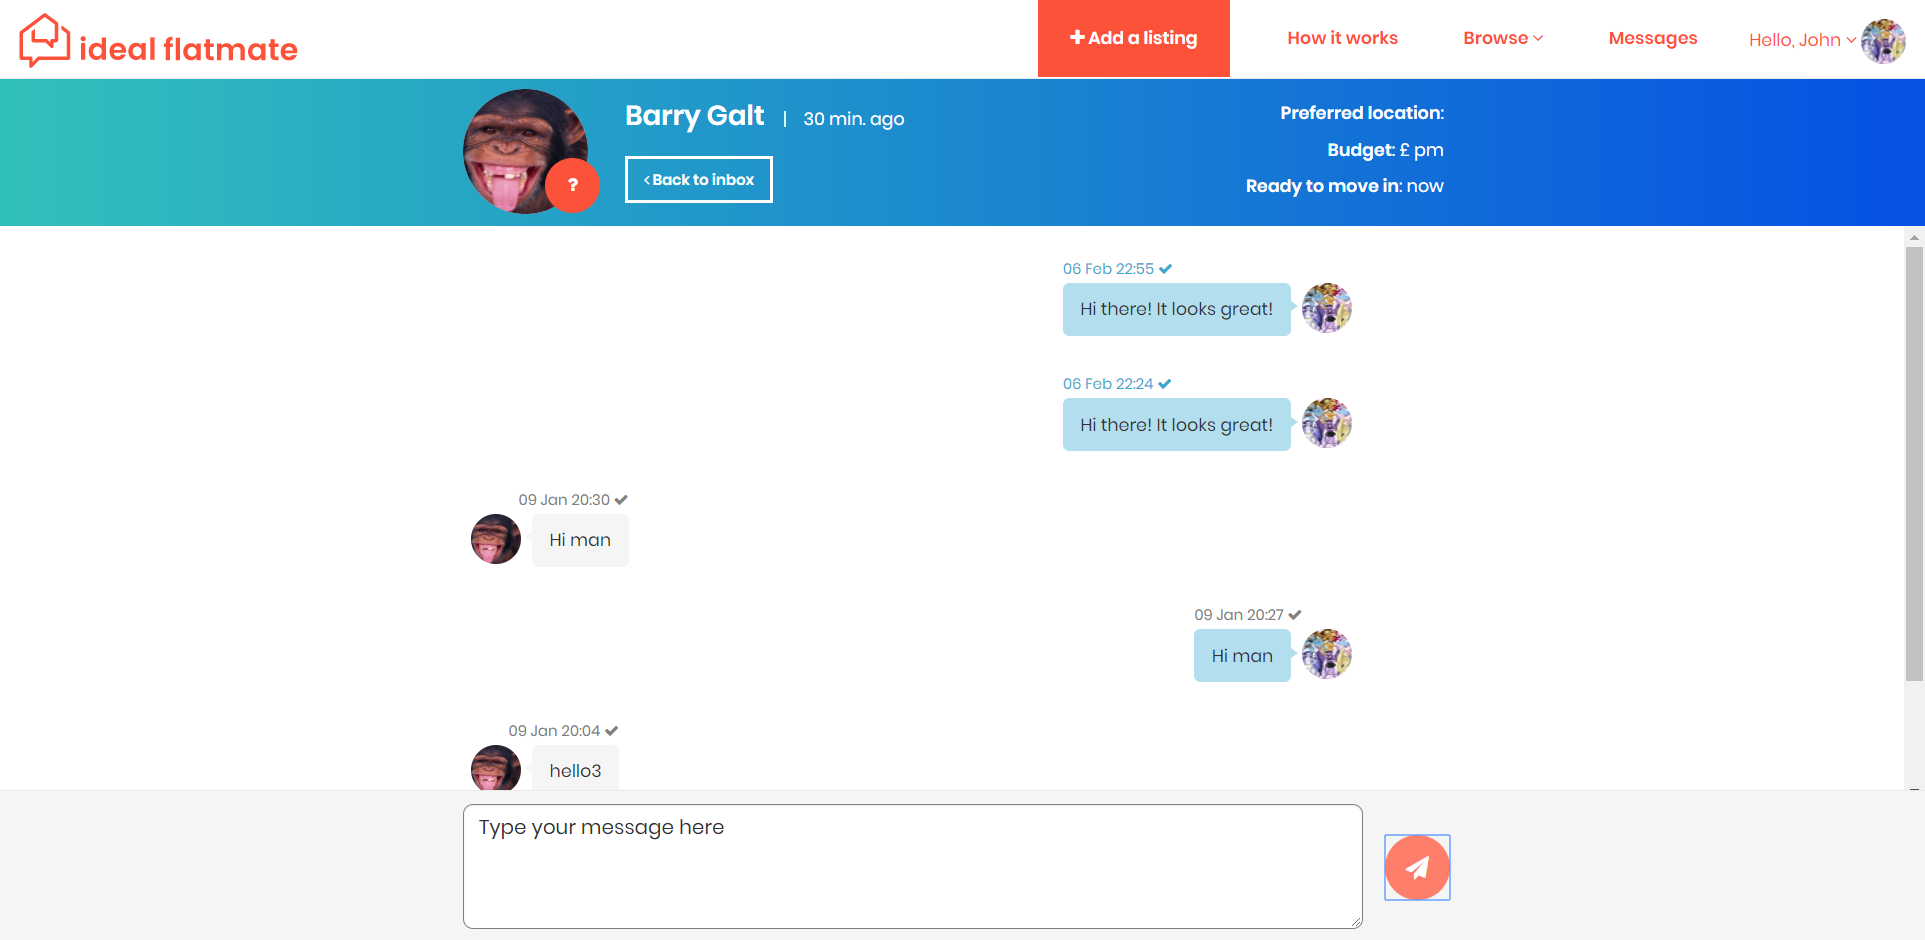 ideal flatmate
Add a listing
How it works
Browse
Messages
Hello, John
Barry Galt | 30 min. ago
? 
Back to inbox
Preferred location:
Budget: £ pm
Ready to move in: now
06 Feb 22:55
Hi there! It looks great!
06 Feb 22:24
Hi there! It looks great!
09 Jan 20:30
Hi man
09 Jan 20:27
Hi man
09 Jan 20:04
hello3
Type your message here